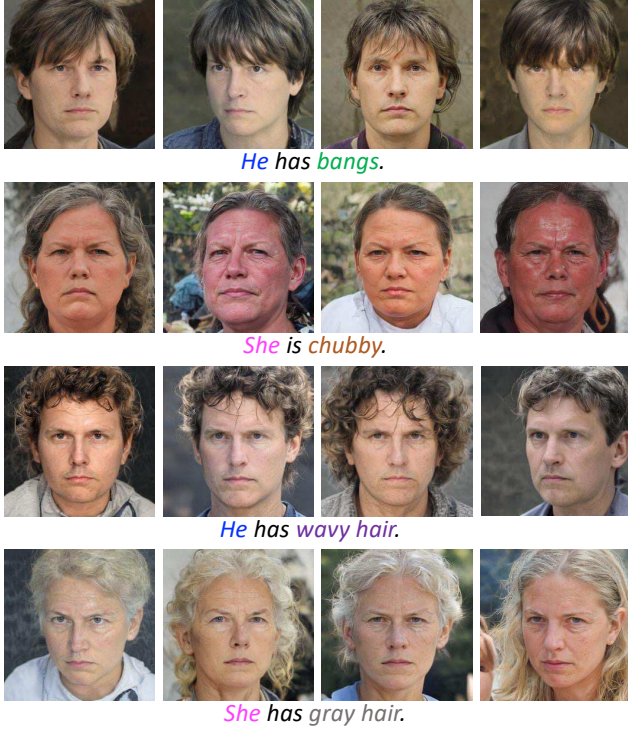 He has bangs.
She is chubby.
He has wavy hair.
She has gray hair.